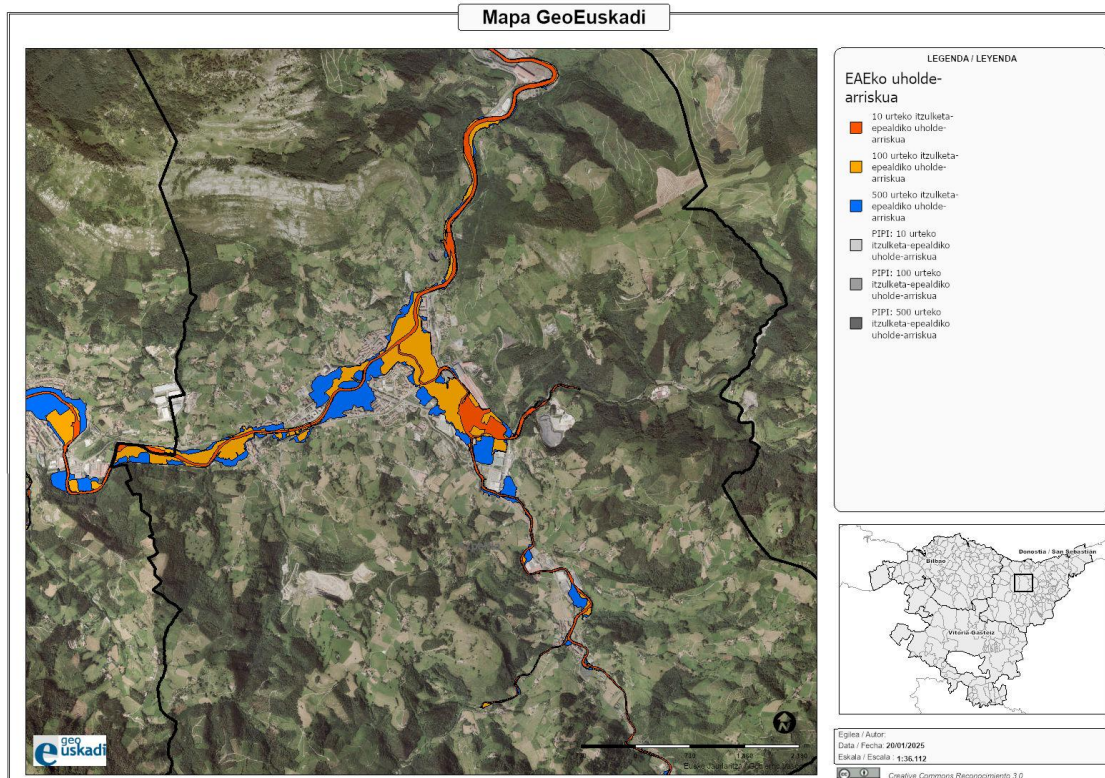 Mapa GeoEuskadi
LEGENDA / LEYENDA
EAEko uholde-
arriskua
10 urteko itzulketa-
epealdiko uholde-
arriskua
100 urteko itzulketa-
epealdiko uholde-
arriskua
500 urteko itzulketa-
epealdiko uholde-
arriskua
PIPI: 10 urteko
itzulketa-epealdiko
uholde-arriskua
PIPI: 100 urteko
itzulketa-epealdiko
uholde-arriskua
PIPI: 500 urteko
itzulketa-epealdiko
uholde-arriskua
Donostia / San Sebastián
Bilbao
Vitoria-Gasteiz
geo
euskadi
Egilea / Autor:
Data / Fecha: 20/01/2025
Eskala / Escala : 1:36.112
Creative Commons Reconocimiento 3.0